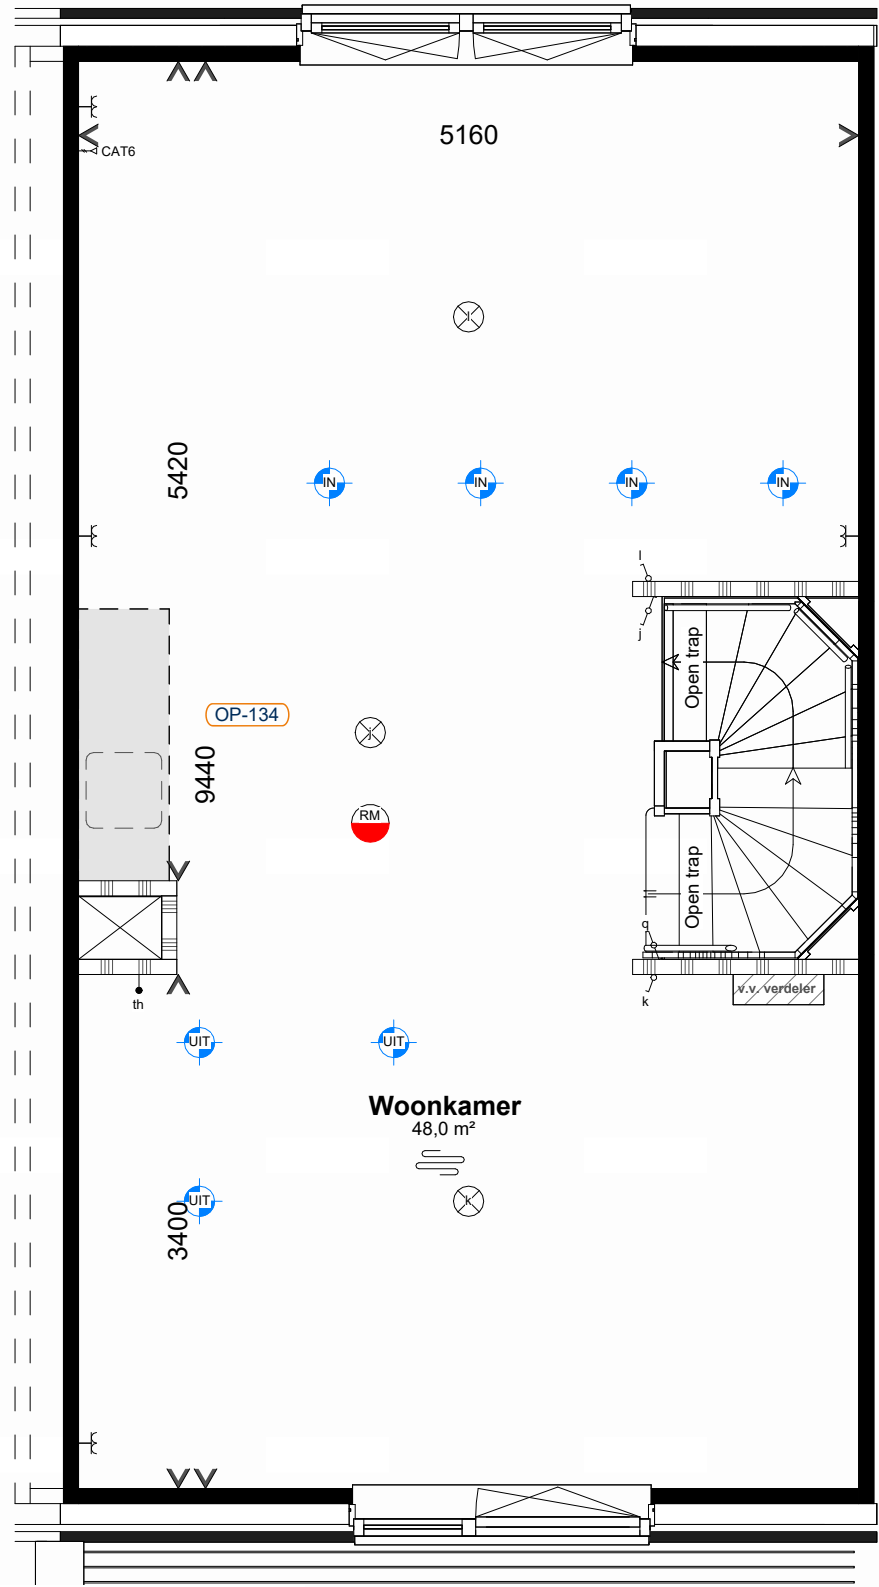 5160
CAT6
l
5420
IN
IN
IN
IN
l
j
Open trap
OP-134
j
9440
RM
Open trap
q
k
th
v.v. verdeler
UIT
UIT
Woonkamer
48,0 m²
UIT
k
3400